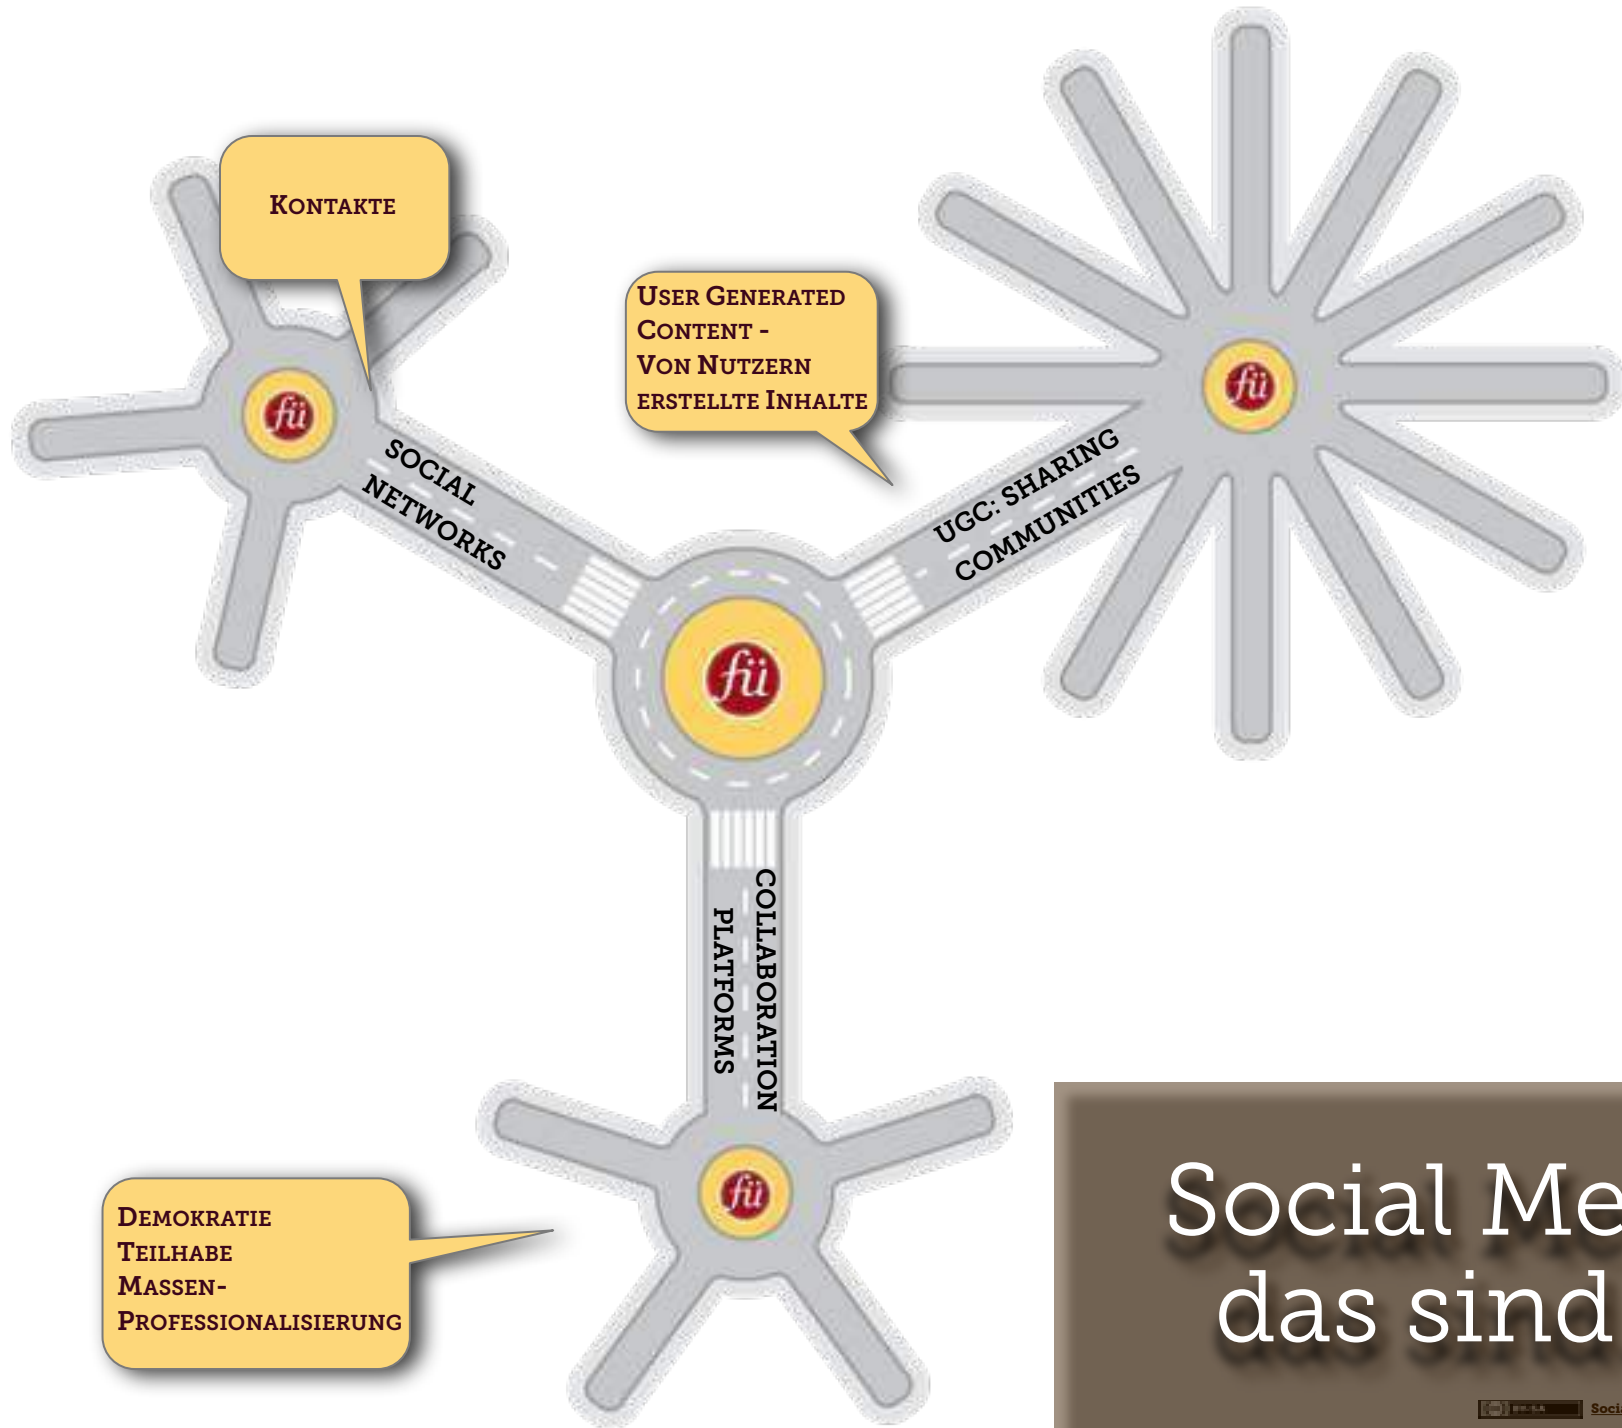 KONTAKTE
USER GENERATED
CONTENT -
VON NUTZERN
ERSTELLTE INHALTE
fü
fü
SOCIAL
NETWORKS
UGC: SHARING
COMMUNITIES
fü
COLLABORATION
PLATFORMS
fü
DEMOKRATIE
TEILHABE
MASSEN-
PROFESSIONALISIERUNG
Social Me
das sind
Soci